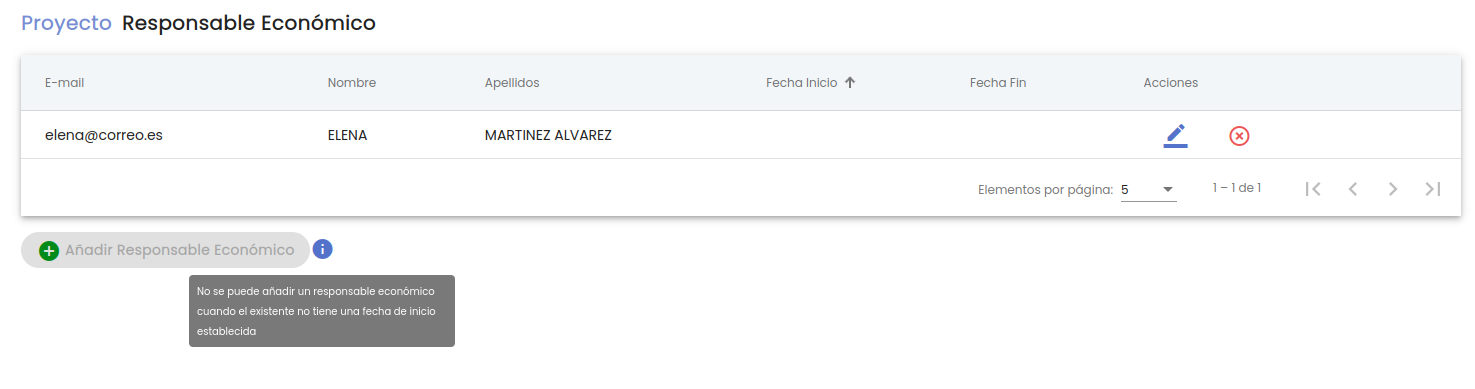 Proyecto Responsable Económico
E-mail Nombre Apellidos Fecha Inicio Fecha Fin Acciones
elena@correo.es ELENA MARTINEZ ALVAREZ
Elementos por página: 5 1 – 1 de 1
Añadir Responsable Económico
No se puede añadir un responsable económico
cuando el existente no tiene una fecha de inicio
establecida